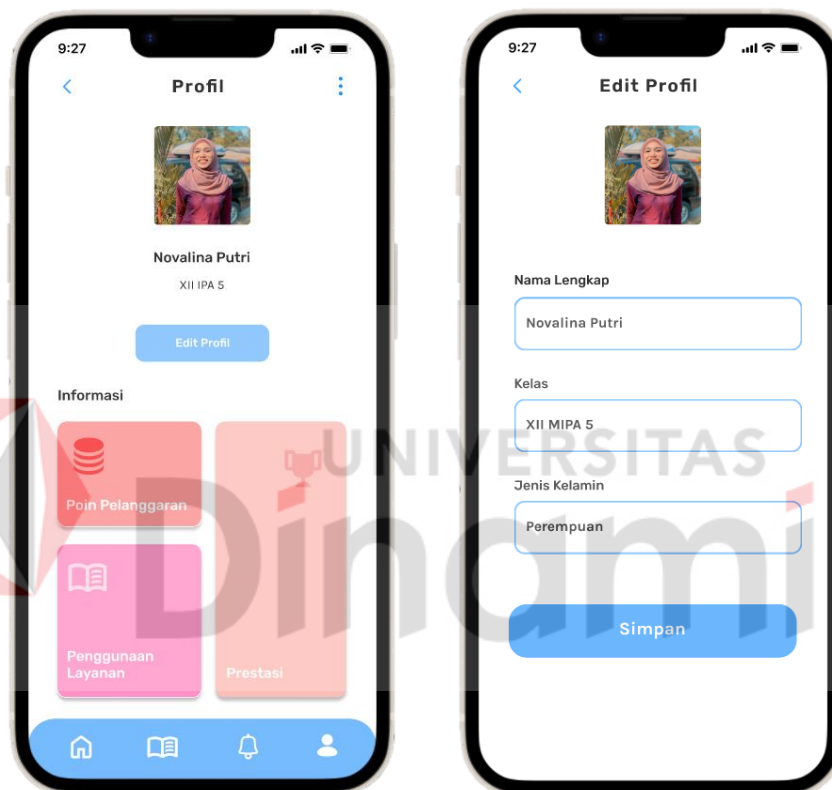 9:27
Profil
Novalina Putri
XII IPA 5
Edit Profil
Informasi
Poin Pelanggaran
Penggunaan
Layanan
Prestasi
9:27
Edit Profil
Nama Lengkap
Novalina Putri
Kelas
XII MIPA 5
Jenis Kelamin
Perempuan
Simpan
UNIVERSITAS
Dinami